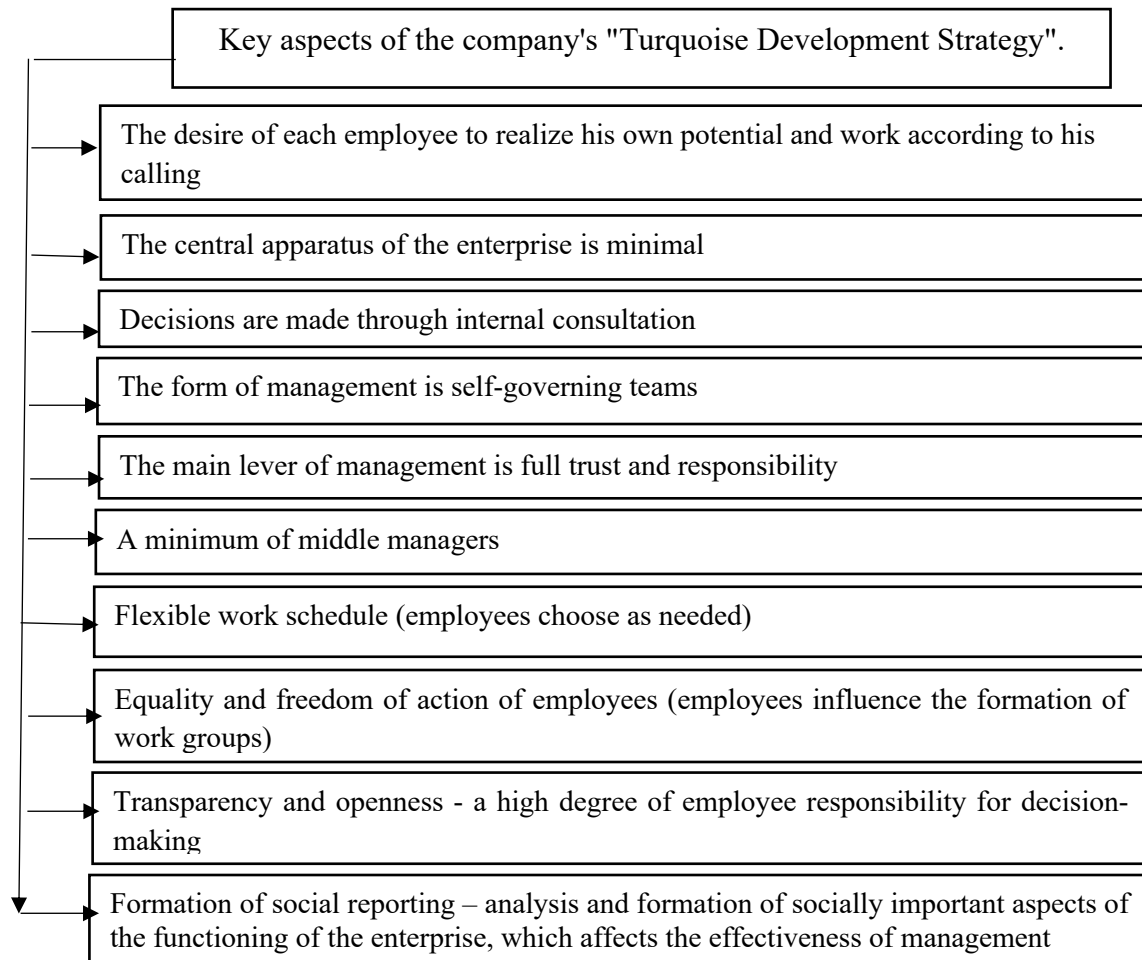 Key aspects of the company's "Turquoise Development Strategy".
The desire of each employee to realize his own potential and work according to his
calling
The central apparatus of the enterprise is minimal
Decisions are made through internal consultation
The form of management is self-governing teams
The main lever of management is full trust and responsibility
A minimum of middle managers
Flexible work schedule (employees choose as needed)
Equality and freedom of action of employees (employees influence the formation of
work groups)
Transparency and openness - a high degree of employee responsibility for decision-
making
Formation of social reporting – analysis and formation of socially important aspects of
the functioning of the enterprise, which affects the effectiveness of management